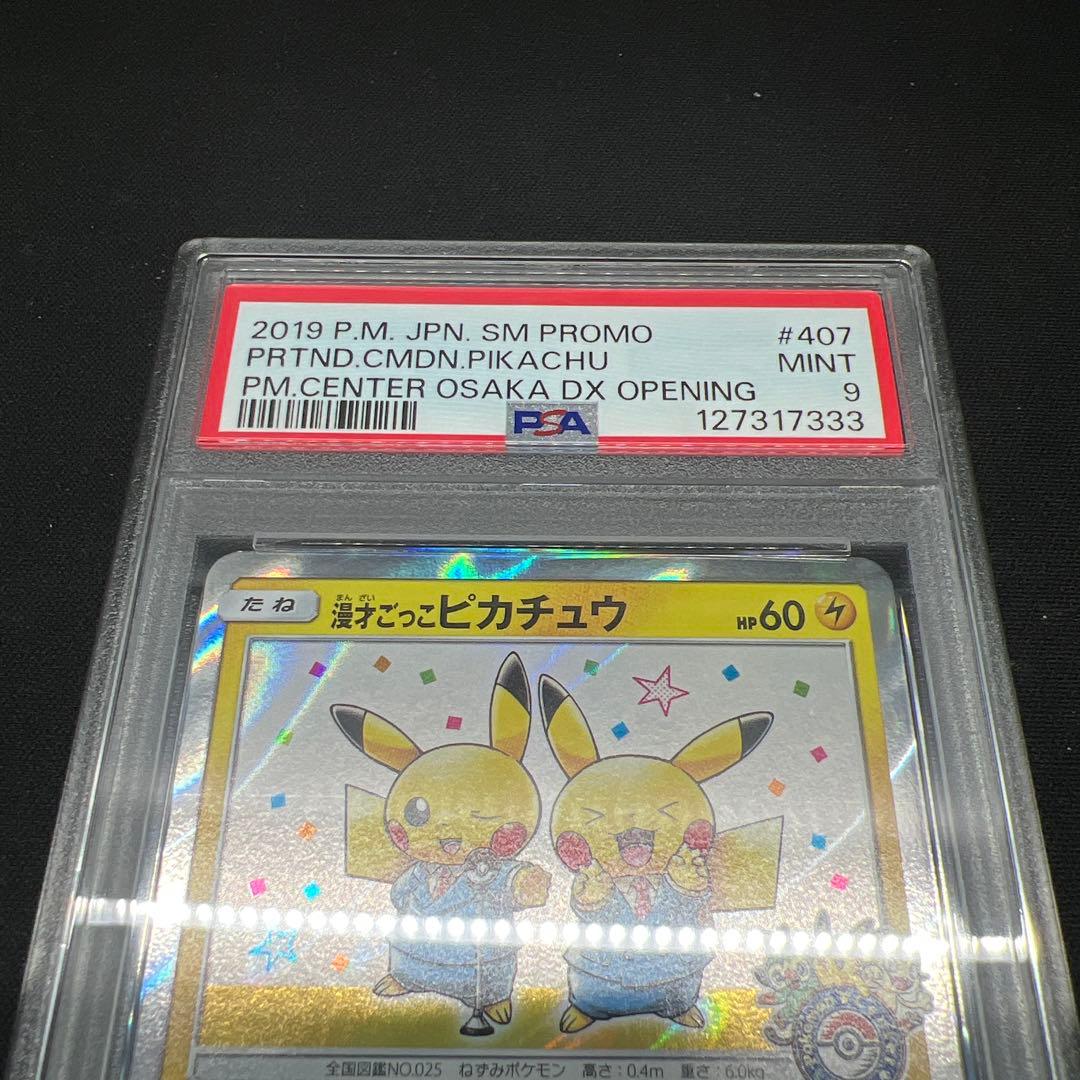 2019 P.M. JPN. SM PROMO #407
PRTND.CMDN.PIKACHU MINT
PM.CENTER OSAKA DX OPENING 9
PSA 127317333
たね 漫才ごっこピカチュウ HP60
まん ざい
全国図鑑NO.025 ねずみポケモン 高さ:0.4m 重さ:6.0kg